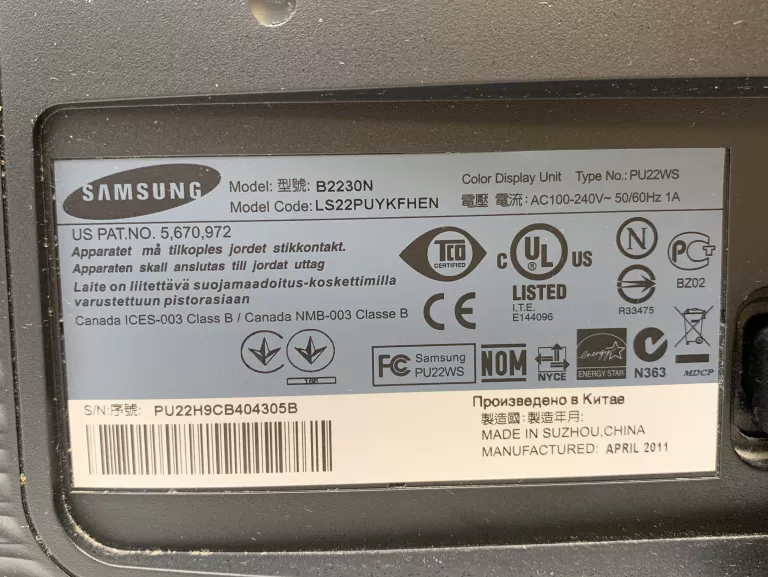 SAMSUNG
Model: 型號: B2230N
Model Code: LS22PUYKFHEN
Color Display Unit Type No.: PU22WS
電壓 電流: AC100-240V~ 50/60Hz 1A
US PAT.NO. 5,670,972
Apparatet må tilkoples jordet stikkontakt.
Apparaten skall anslutas till jordat uttag
Laite on liitettävä suojamaadoitus-koskettimilla
varustettuun pistorasiaan
Canada ICES-003 Class B / Canada NMB-003 Classe B
TCO
CERTIFIED
C UL US
LISTED
I.T.E.
E144096
CE
N
R33475
BZ02
FC Samsung
PU22WS
NOM
NYCE
energy
ENERGY STAR
N363
MDCP
S/N:序號: PU22H9CB404305B
Произведено в Китае
製造國: 製造年月:
MADE IN SUZHOU,CHINA
MANUFACTURED: APRIL 2011